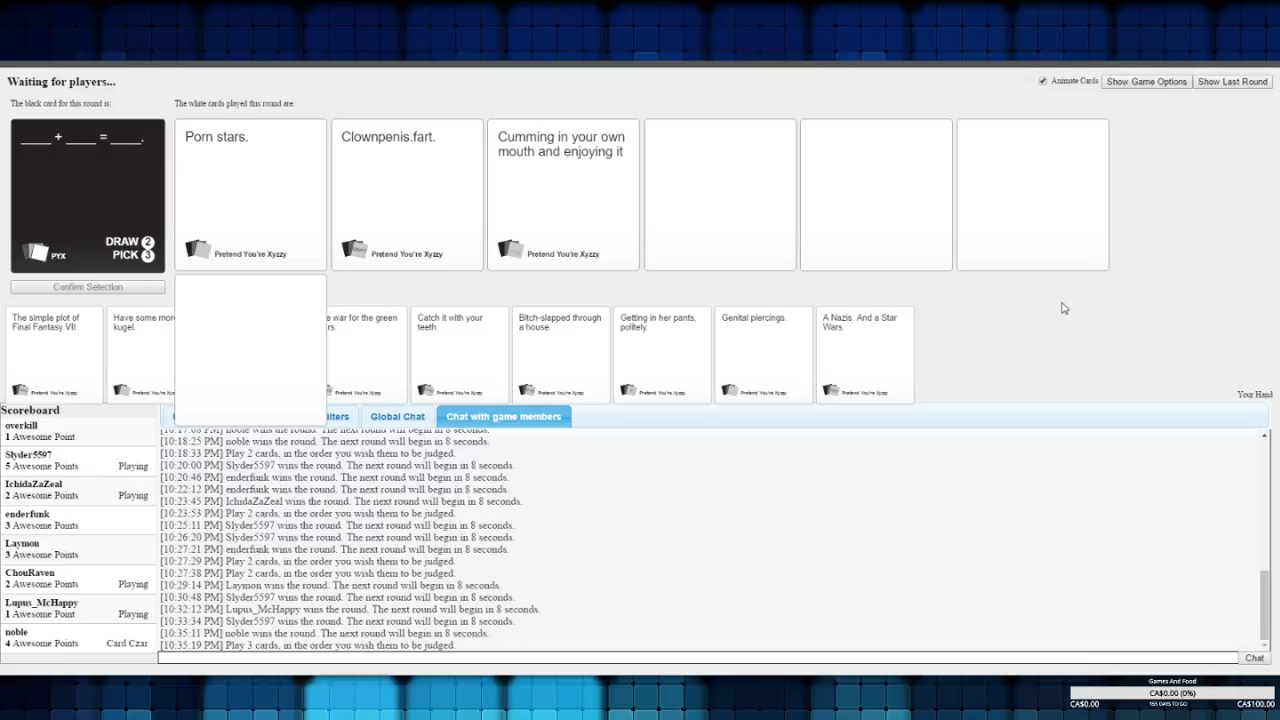 Waiting for players...
Animate Cards
Show Game Options
Show Last Round
The black card for this round is:
The white cards played this round are:
____ + ____ = ____.
DRAW 2
PICK 3
PYX
Porn stars.
Pretend You're Xyzzy
Clownpenis.fart.
Pretend You're Xyzzy
Cumming in your own
mouth and enjoying it
Pretend You're Xyzzy
Confirm Selection
The simple plot of
Final Fantasy VII.
Pretend You're Xyzzy
Have some more
kugel.
Pretend You're
war for the green
Pretend You're Xyzzy
Catch it with your
teeth.
Pretend You're Xyzzy
Bitch-slapped through
a house.
Pretend You're Xyzzy
Getting in her pants,
politely.
Pretend You're Xyzzy
Genital piercings.
Pretend You're Xyzzy
A Nazi. And a Star
Wars.
Pretend You're Xyzzy
Your Hand
Scoreboard
overkill
1 Awesome Point
Slyder5597
5 Awesome Points Playing
IchidaZaZeal
2 Awesome Points Playing
enderfunk
3 Awesome Points
Laymon
3 Awesome Points
ChouRaven
2 Awesome Points Playing
Lupus_McHappy
1 Awesome Point Playing
noble
4 Awesome Points Card Czar
Global Chat
Chat with game members
[10:17:08 PM] noble wins the round. The next round will begin in 8 seconds.
[10:18:25 PM] noble wins the round. The next round will begin in 8 seconds.
[10:18:33 PM] Play 2 cards, in the order you wish them to be judged.
[10:20:00 PM] Slyder5597 wins the round. The next round will begin in 8 seconds.
[10:20:46 PM] enderfunk wins the round. The next round will begin in 8 seconds.
[10:22:12 PM] enderfunk wins the round. The next round will begin in 8 seconds.
[10:23:45 PM] IchidaZaZeal wins the round. The next round will begin in 8 seconds.
[10:23:53 PM] Play 2 cards, in the order you wish them to be judged.
[10:25:11 PM] Slyder5597 wins the round. The next round will begin in 8 seconds.
[10:26:20 PM] Slyder5597 wins the round. The next round will begin in 8 seconds.
[10:27:21 PM] enderfunk wins the round. The next round will begin in 8 seconds.
[10:27:29 PM] Play 2 cards, in the order you wish them to be judged.
[10:27:38 PM] Play 2 cards, in the order you wish them to be judged.
[10:29:14 PM] Laymon wins the round. The next round will begin in 8 seconds.
[10:30:48 PM] Slyder5597 wins the round. The next round will begin in 8 seconds.
[10:32:12 PM] Lupus_McHappy wins the round. The next round will begin in 8 seconds.
[10:33:34 PM] Slyder5597 wins the round. The next round will begin in 8 seconds.
[10:35:11 PM] noble wins the round. The next round will begin in 8 seconds.
[10:35:19 PM] Play 3 cards, in the order you wish them to be judged.
Chat
Games And Food
CA$0.00 (0%)
CA$0.00
155 DAYS TO GO
CA$100.00